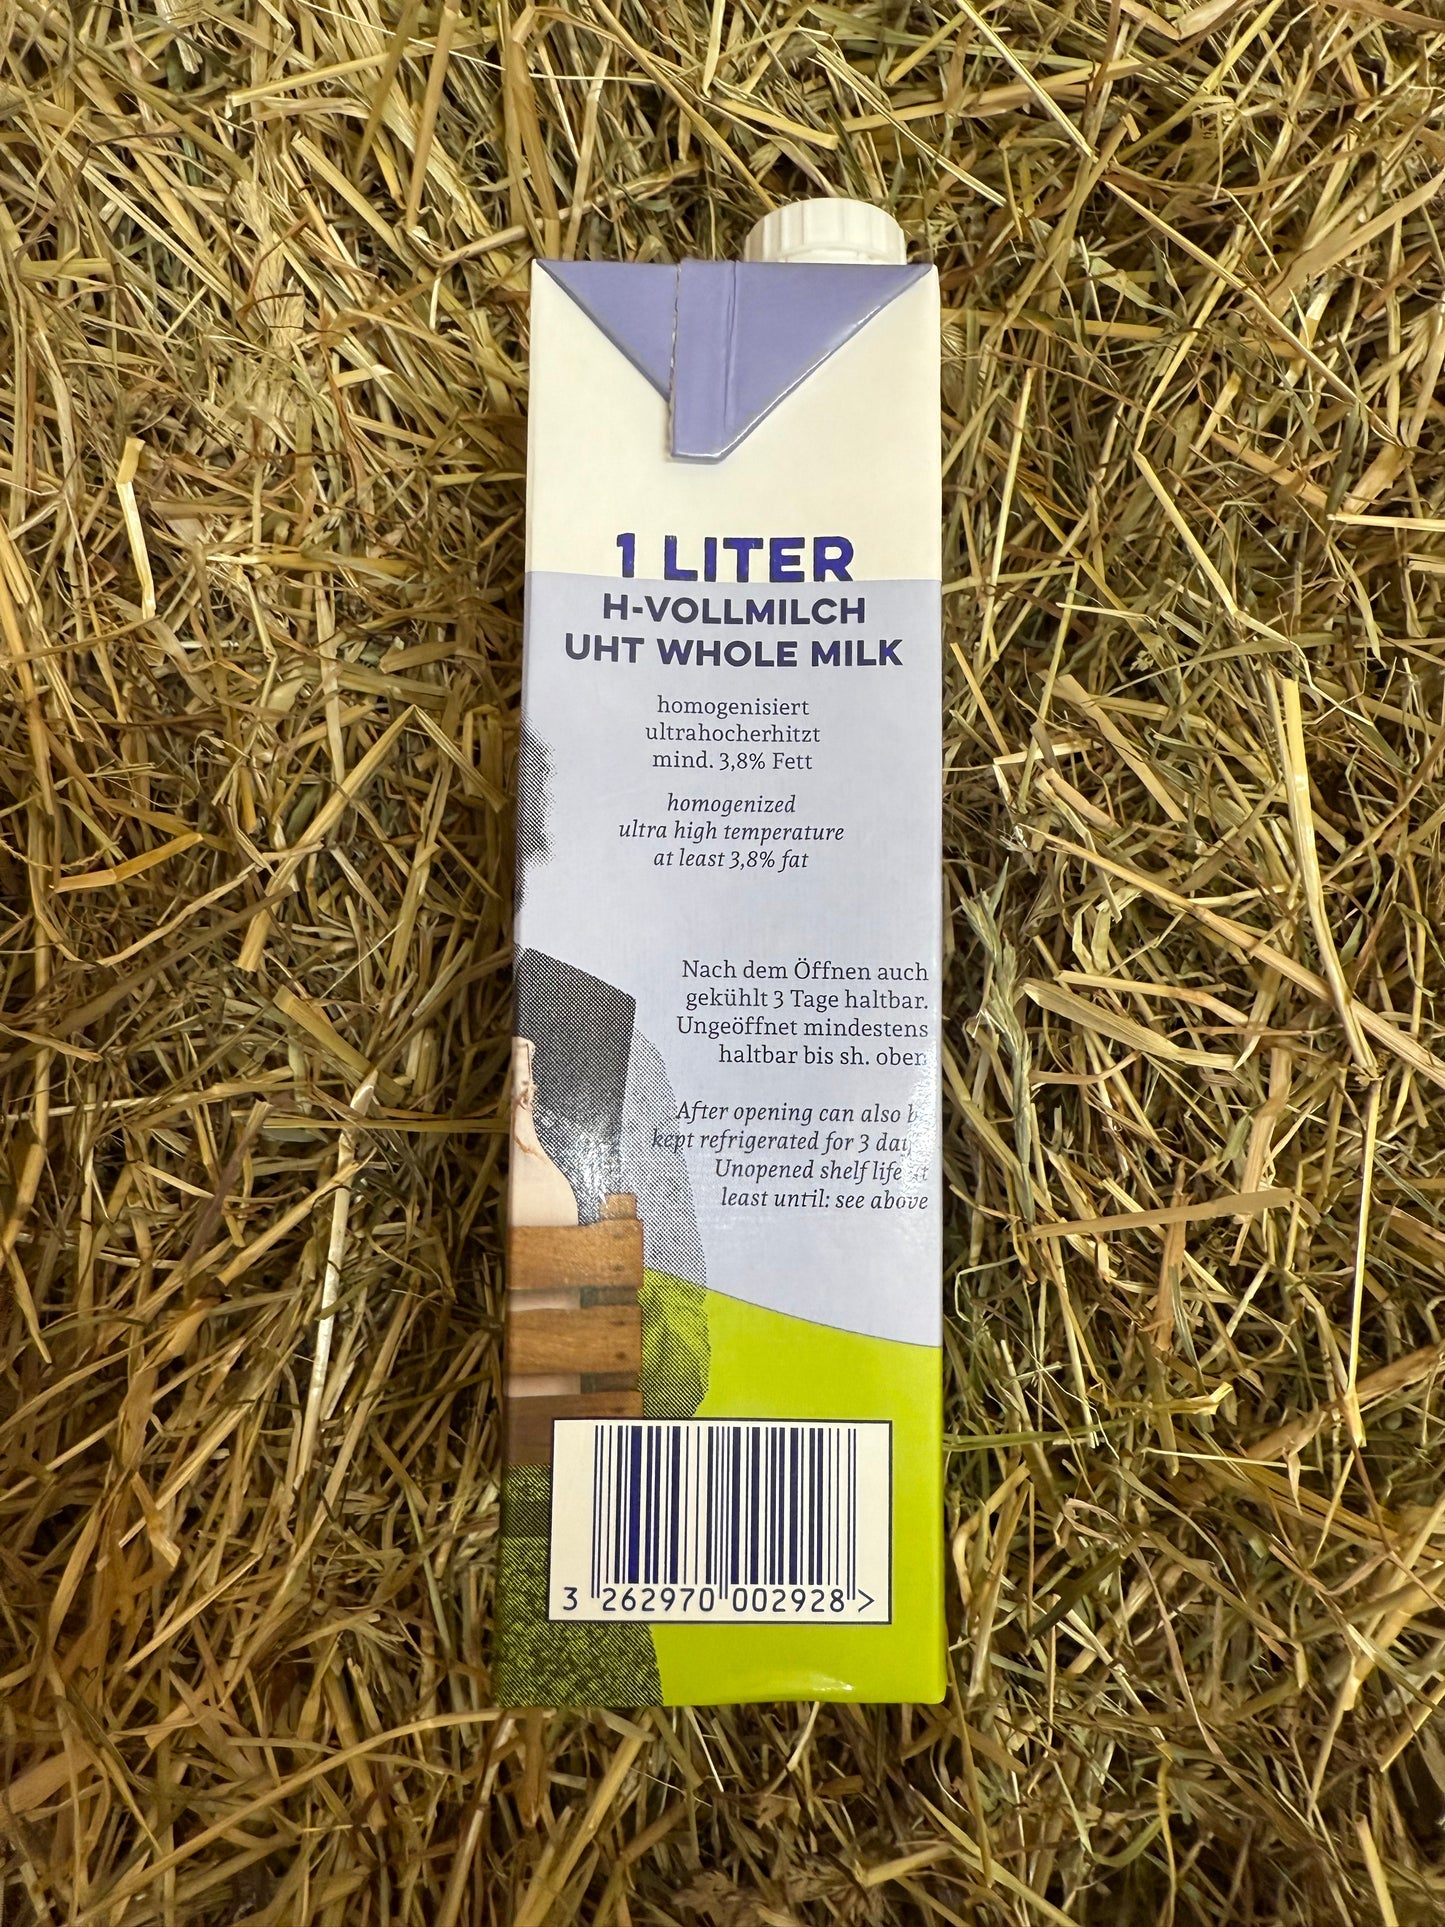 1 LITER
H-VOLLMILCH
UHT WHOLE MILK
homogenisiert
ultrahocherhitzt
mind. 3,8% Fett
homogenized
ultra high temperature
at least 3,8% fat
Nach dem Öffnen auch
gekühlt 3 Tage haltbar.
Ungeöffnet mindestens
haltbar bis sh. oben
After opening can also
kept refrigerated for 3
Unopened shelf life
least until: see above
3 262970 002928 >